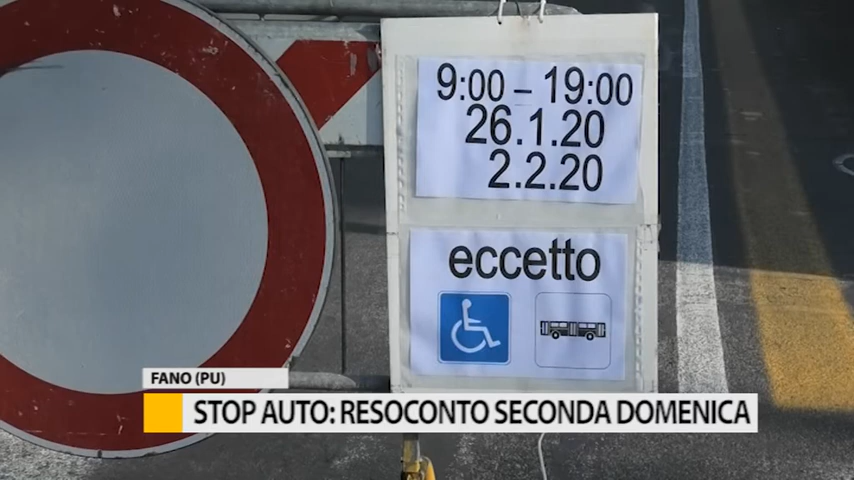 9:00 – 19:00
26.1.20
2.2.20
eccetto
FANO (PU)
STOP AUTO: RESOCONTO SECONDA DOMENICA